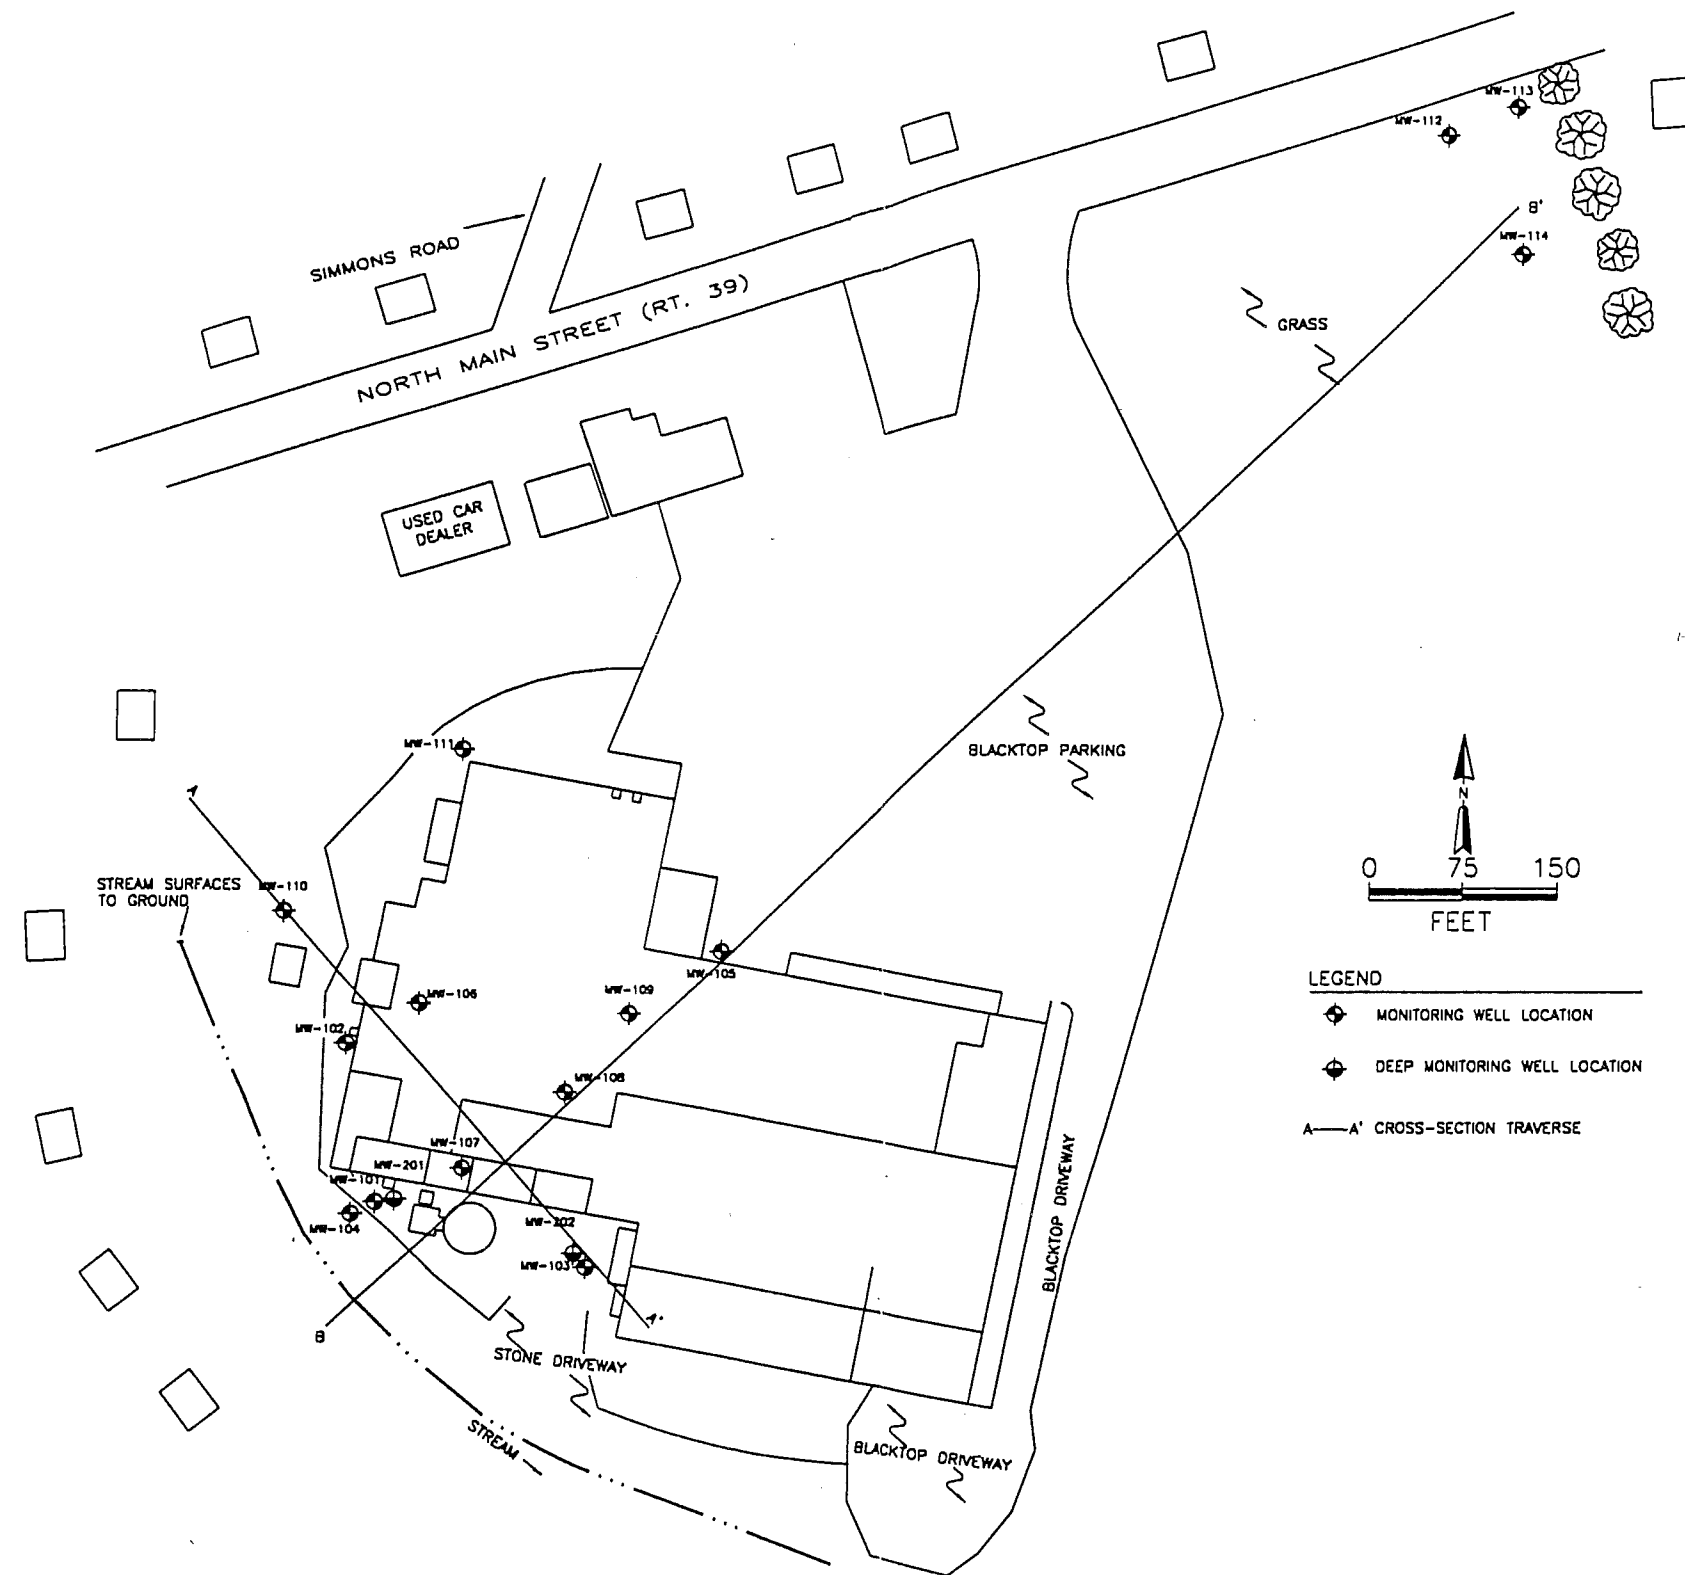 MW-113
MW-112
B'
MW-114
SIMMONS ROAD
NORTH MAIN STREET (RT. 39)
GRASS
USED CAR
DEALER
BLACKTOP PARKING
MW-111
A
N
0 75 150
FEET
STREAM SURFACES
TO GROUND
MW-110
MW-105
MW-106
MW-109
MW-102
MW-108
MW-107
MW-201
MW-101
MW-104
MW-202
MW-103
B
A'
STONE DRIVEWAY
STREAM
BLACKTOP DRIVEWAY
BLACKTOP DRIVEWAY
LEGEND
MONITORING WELL LOCATION
DEEP MONITORING WELL LOCATION
A—A' CROSS-SECTION TRAVERSE